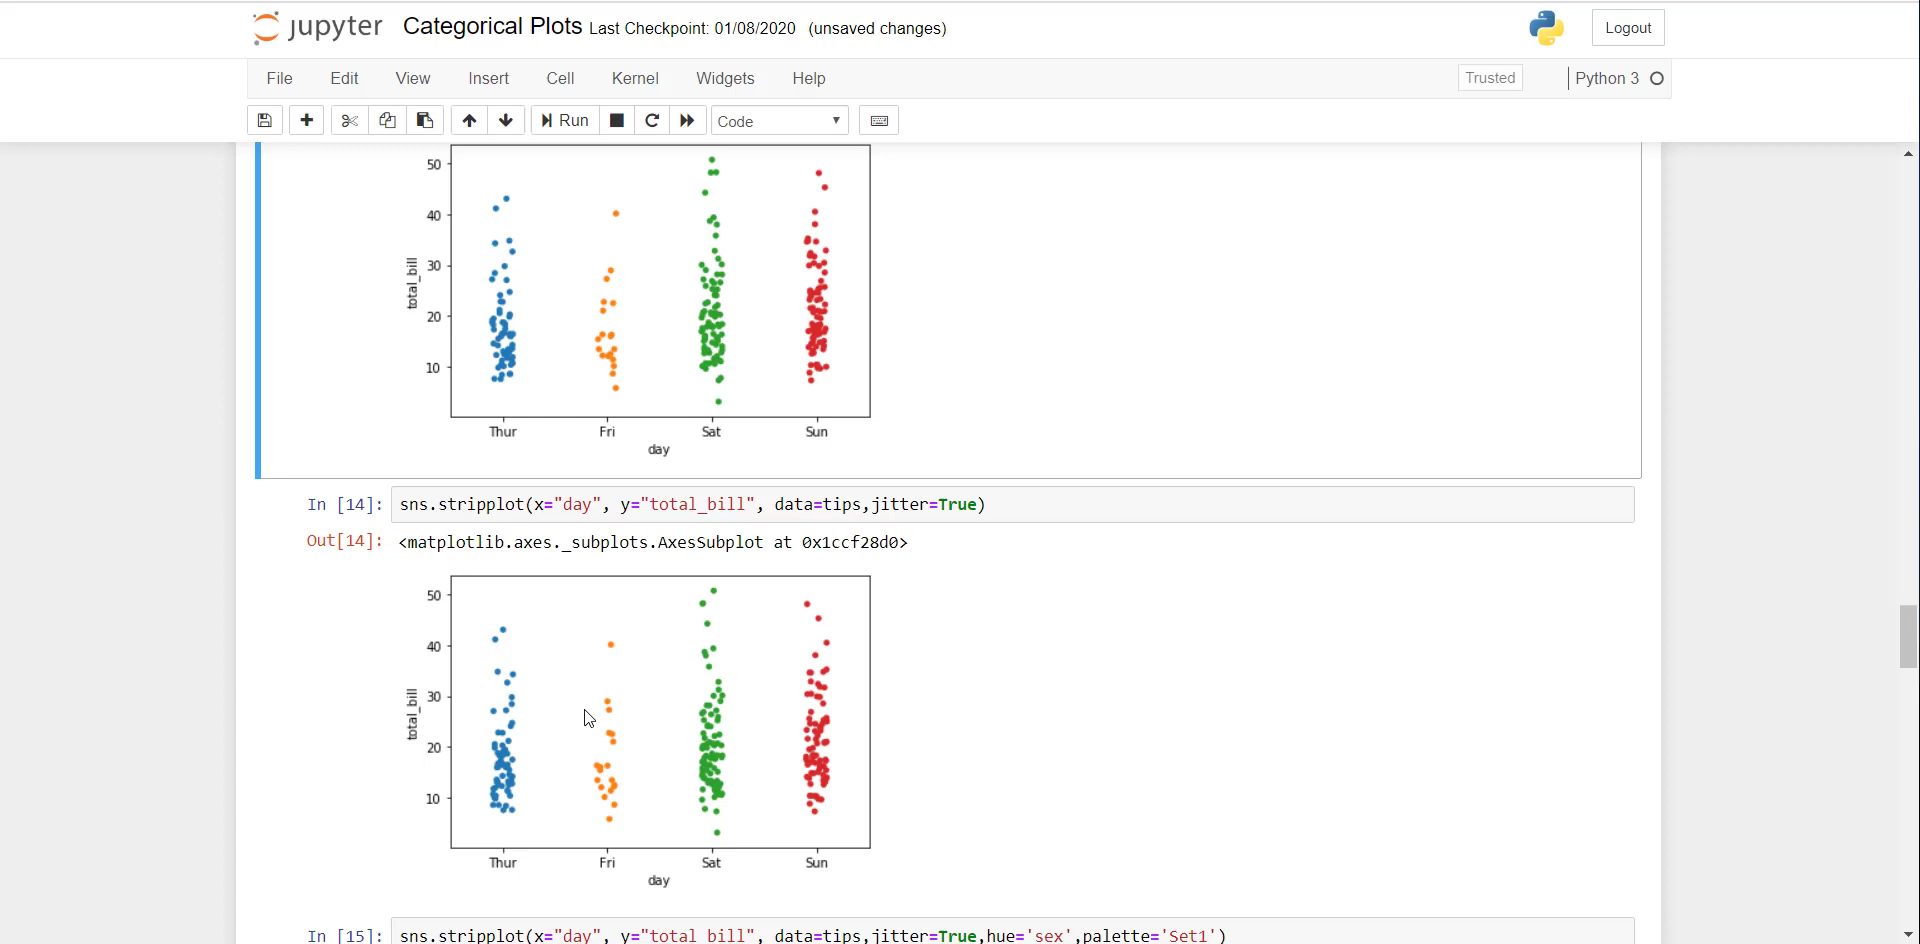 jupyter Categorical Plots Last Checkpoint: 01/08/2020 (unsaved changes)
Logout
File Edit View Insert Cell Kernel Widgets Help
Trusted
Python 3
Run
Code
50
40
30
20
10
total_bill
Thur Fri Sat Sun
day
In [14]: sns.stripplot(x="day", y="total_bill", data=tips,jitter=True)
Out[14]: <matplotlib.axes._subplots.AxesSubplot at 0x1ccf28d0>
50
40
30
20
10
total_bill
Thur Fri Sat Sun
day
In [15]: sns.stripplot(x="day", y="total_bill", data=tips,jitter=True,hue='sex',palette='Set1')